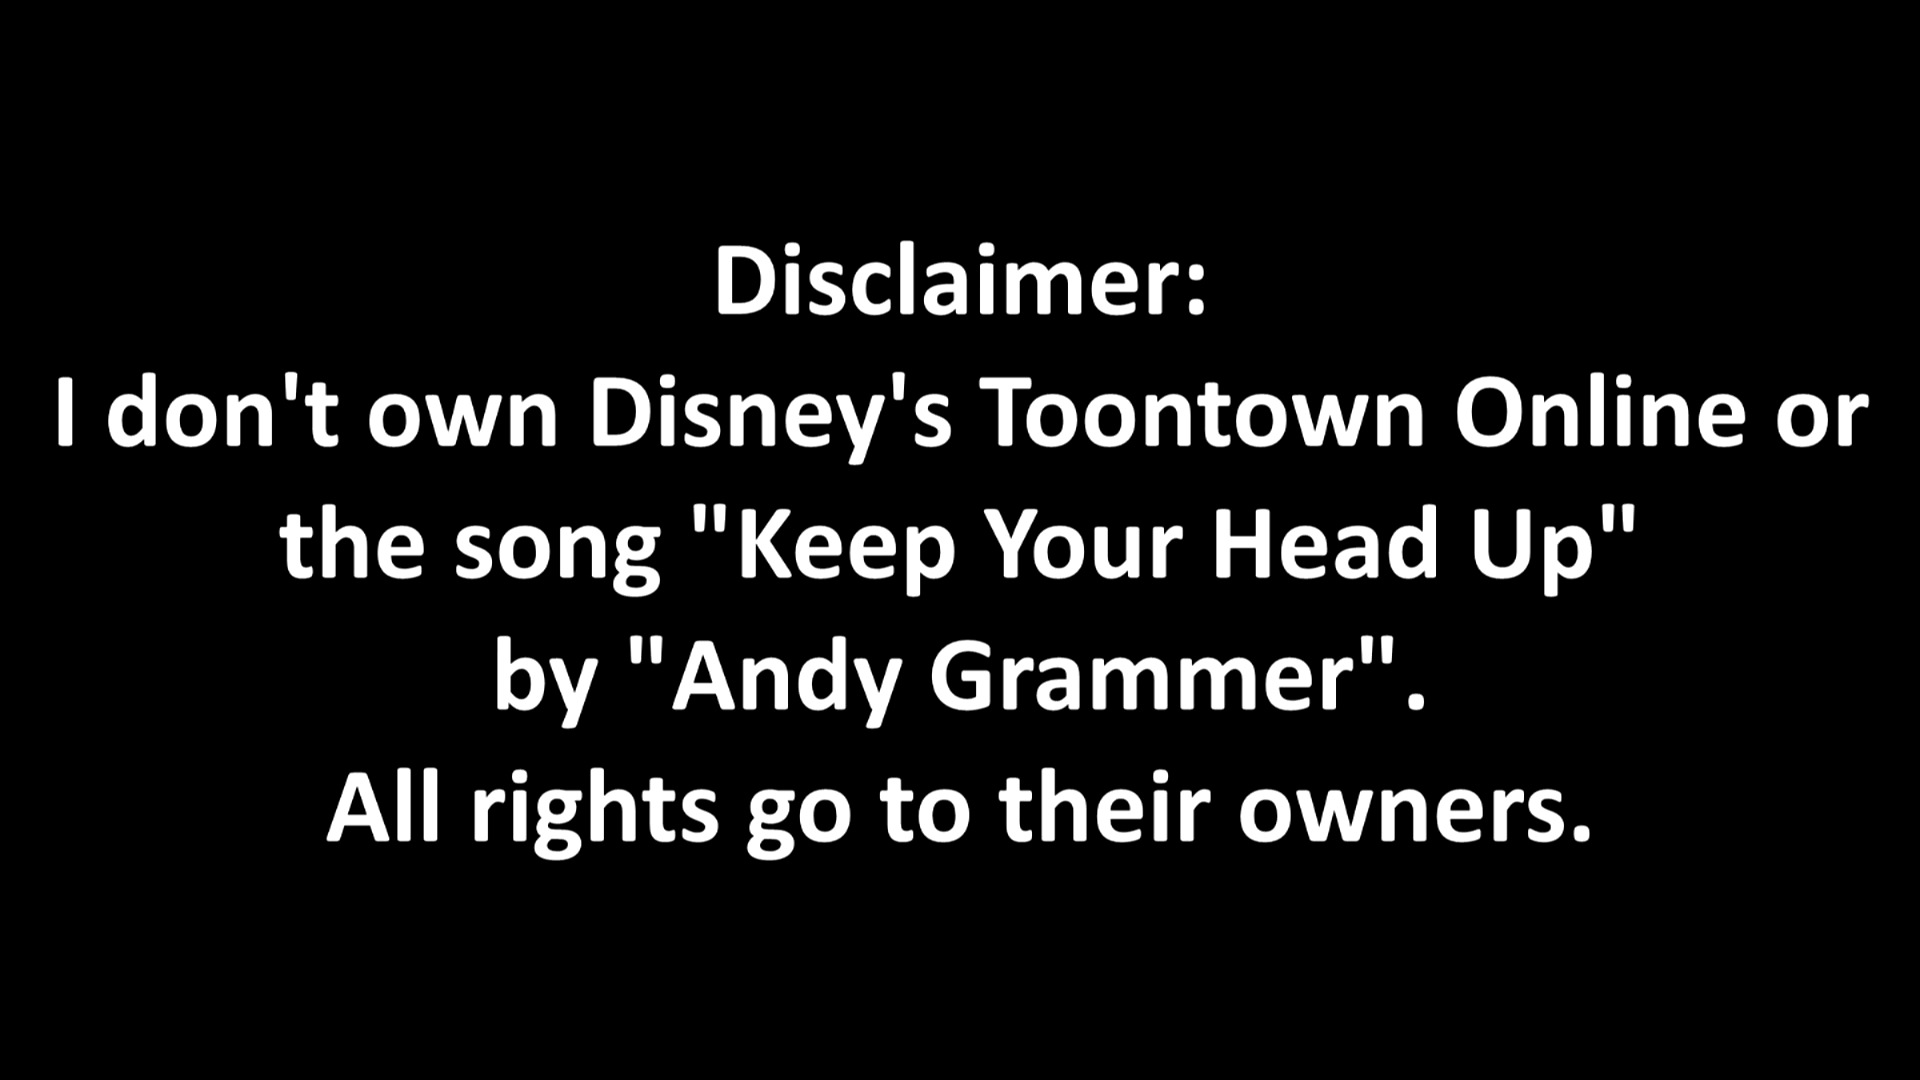 Disclaimer:
I don't own Disney's Toontown Online or
the song "Keep Your Head Up"
by "Andy Grammer".
All rights go to their owners.